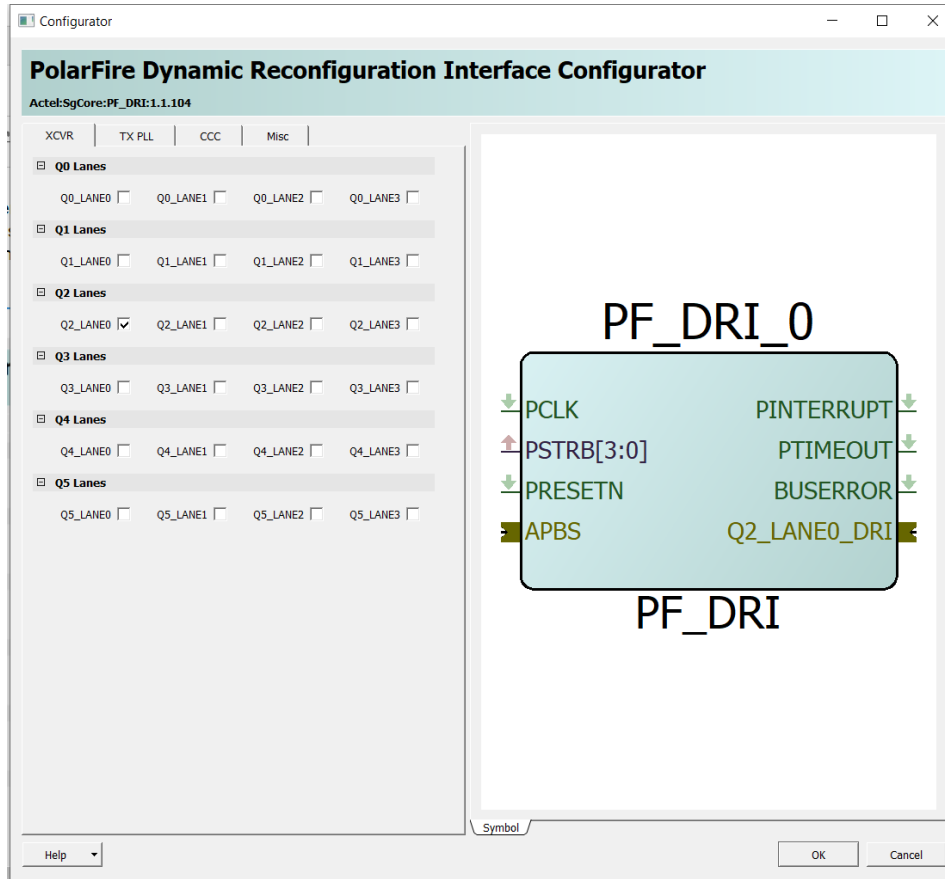 Configurator
PolarFire Dynamic Reconfiguration Interface Configurator
Actel:SgCore:PF_DRI:1.1.104
XCVR TX PLL CCC Misc
Q0 Lanes
Q0_LANE0 Q0_LANE1 Q0_LANE2 Q0_LANE3
Q1 Lanes
Q1_LANE0 Q1_LANE1 Q1_LANE2 Q1_LANE3
Q2 Lanes
Q2_LANE0 Q2_LANE1 Q2_LANE2 Q2_LANE3
Q3 Lanes
Q3_LANE0 Q3_LANE1 Q3_LANE2 Q3_LANE3
Q4 Lanes
Q4_LANE0 Q4_LANE1 Q4_LANE2 Q4_LANE3
Q5 Lanes
Q5_LANE0 Q5_LANE1 Q5_LANE2 Q5_LANE3
PF_DRI_0
PCLK PINTERRUPT
PSTRB[3:0] PTIMEOUT
PRESETN BUSERROR
APBS Q2_LANE0_DRI
PF_DRI
Symbol
Help OK Cancel